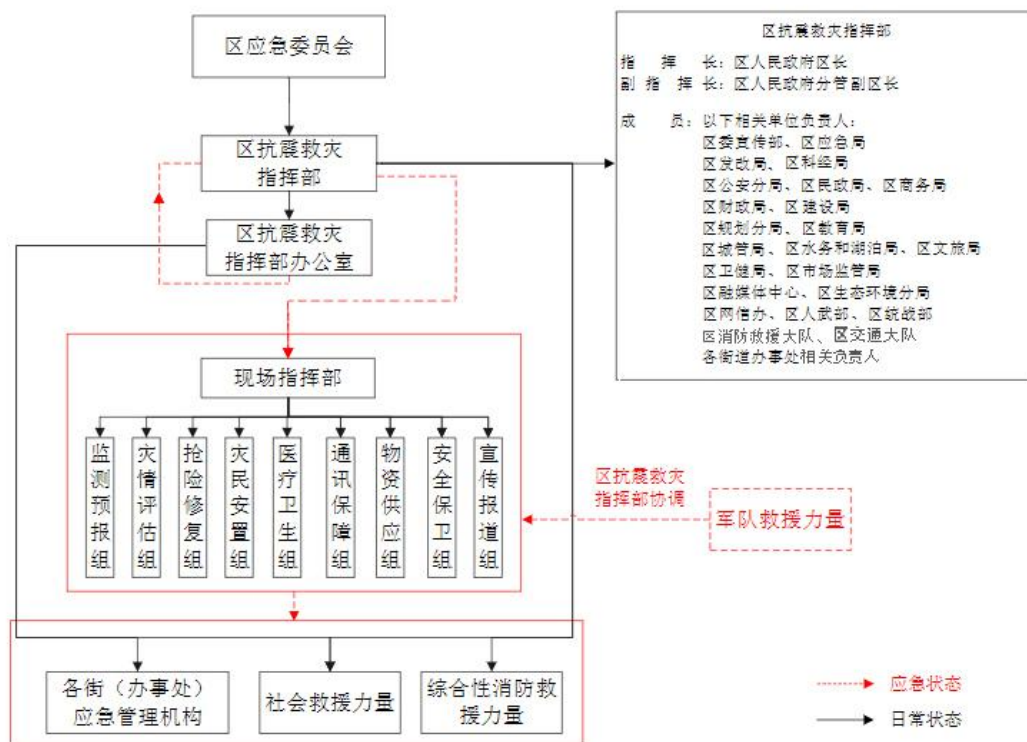 区应急委员会
区抗震救灾
指挥部
区抗震救灾
指挥部办公室
区抗震救灾指挥部
指 挥 长：区人民政府区长
副 指 挥 长：区人民政府分管副区长
成 员：以下相关单位负责人：
区委宣传部、区应急局
区发改局、区科经局
区公安分局、区民政局、区商务局
区财政局、区建设局
区规划分局、区教育局
区城管局、区水务和湖泊局、区文旅局
区卫健局、区市场监管局
区融媒体中心、区生态环境分局
区网信办、区人武部、区统战部
区消防救援大队、区交通大队
各街道办事处相关负责人
现场指挥部
监测预报组
灾情评估组
抢险修复组
灾民安置组
医疗卫生组
通讯保障组
物资供应组
安全保卫组
宣传报道组
区抗震救灾
指挥部协调
军队救援力量
各街（办事处）
应急管理机构
社会救援力量
综合性消防救
援力量
应急状态
日常状态